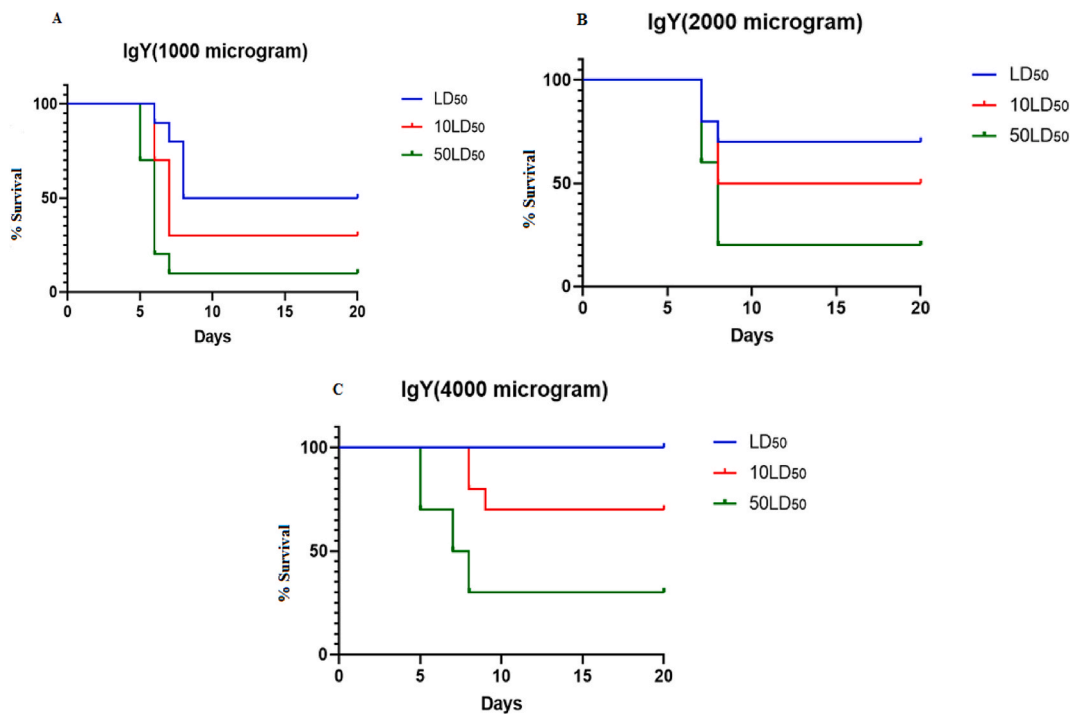 A
IgY(1000 microgram)
% Survival
100
50
0
0 5 10 15 20
Days
LD50
10LD50
50LD50
B
IgY(2000 microgram)
% Survival
100
50
0
0 5 10 15 20
Days
LD50
10LD50
50LD50
C
IgY(4000 microgram)
% Survival
100
50
0
0 5 10 15 20
Days
LD50
10LD50
50LD50